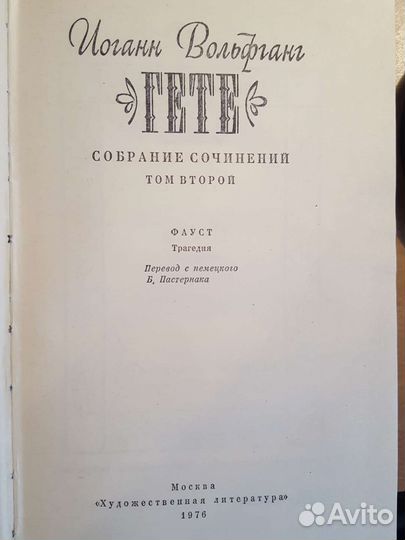 Иоганн Вольфганг
ГЕТЕ
СОБРАНИЕ СОЧИНЕНИЙ
ТОМ ВТОРОЙ
ФАУСТ
Трагедия
Перевод с немецкого
Б. Пастернака
Москва
«Художественная литература»
1976
Avito